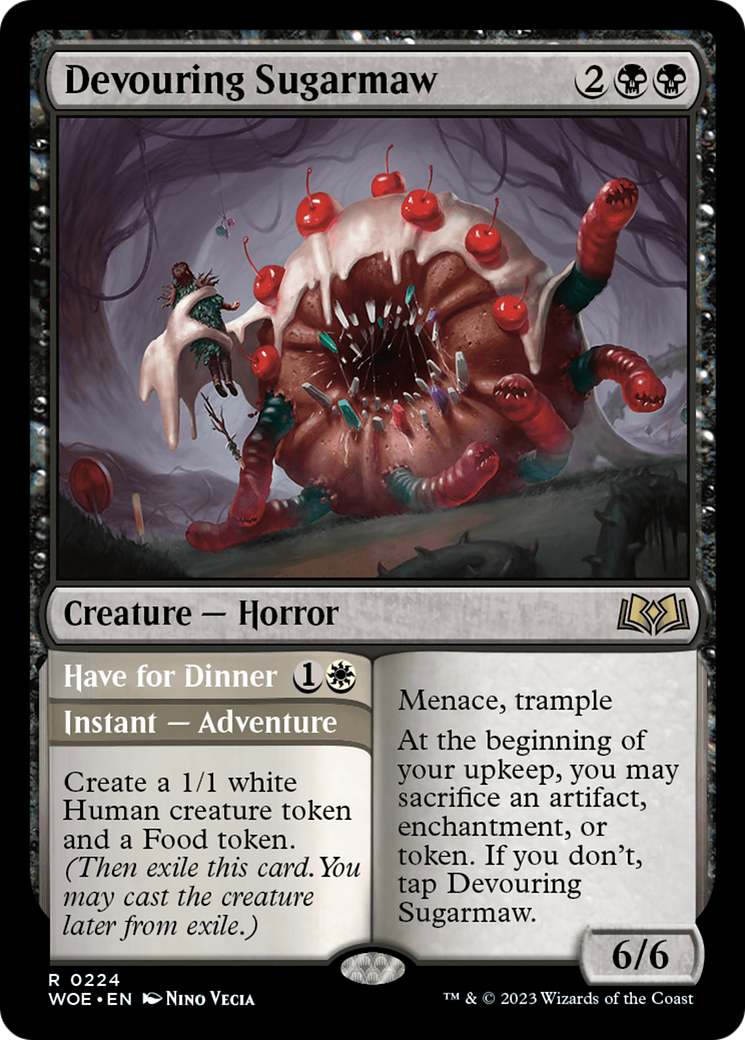 Devouring Sugarmaw 2
Creature — Horror
Have for Dinner 1
Instant — Adventure
Create a 1/1 white
Human creature token
and a Food token.
(Then exile this card. You
may cast the creature
later from exile.)
Menace, trample
At the beginning of
your upkeep, you may
sacrifice an artifact,
enchantment, or
token. If you don't,
tap Devouring
Sugarmaw.
6/6
R 0224
WOE • EN Nino Vecia
™ & © 2023 Wizards of the Coast